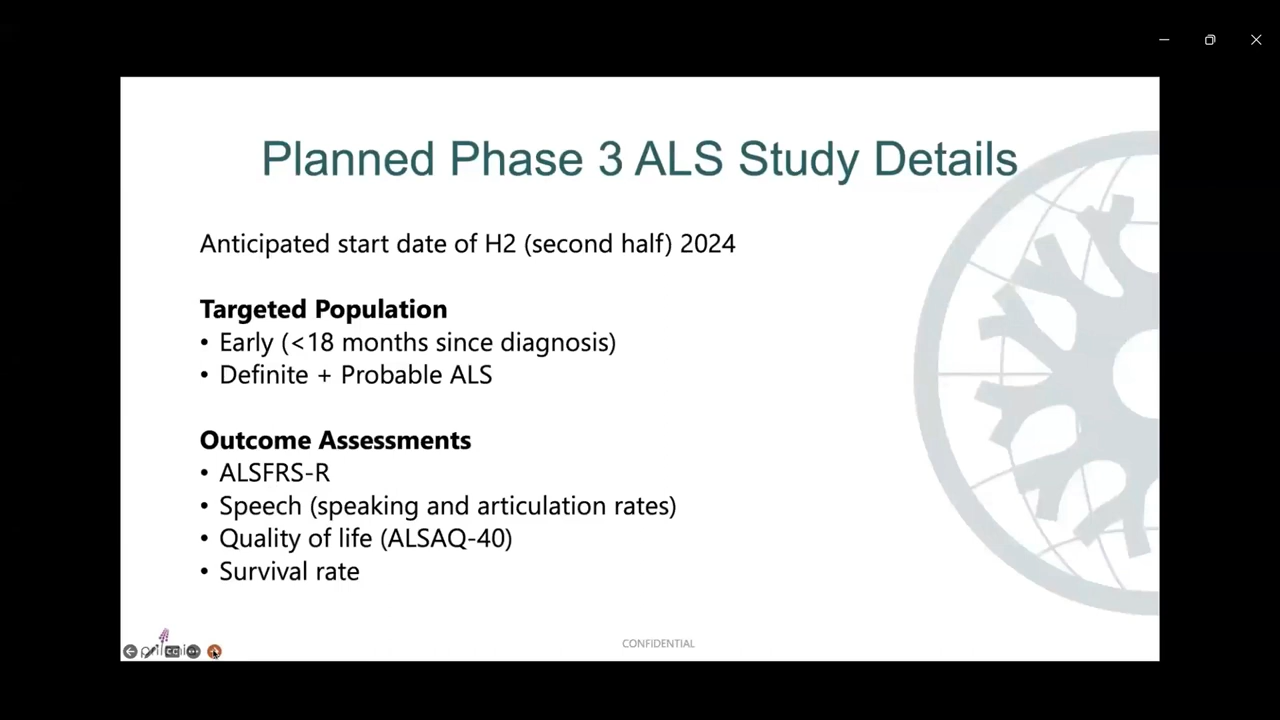 Planned Phase 3 ALS Study Details
Anticipated start date of H2 (second half) 2024
Targeted Population
• Early (<18 months since diagnosis)
• Definite + Probable ALS
Outcome Assessments
• ALSFRS-R
• Speech (speaking and articulation rates)
• Quality of life (ALSAQ-40)
• Survival rate
CONFIDENTIAL